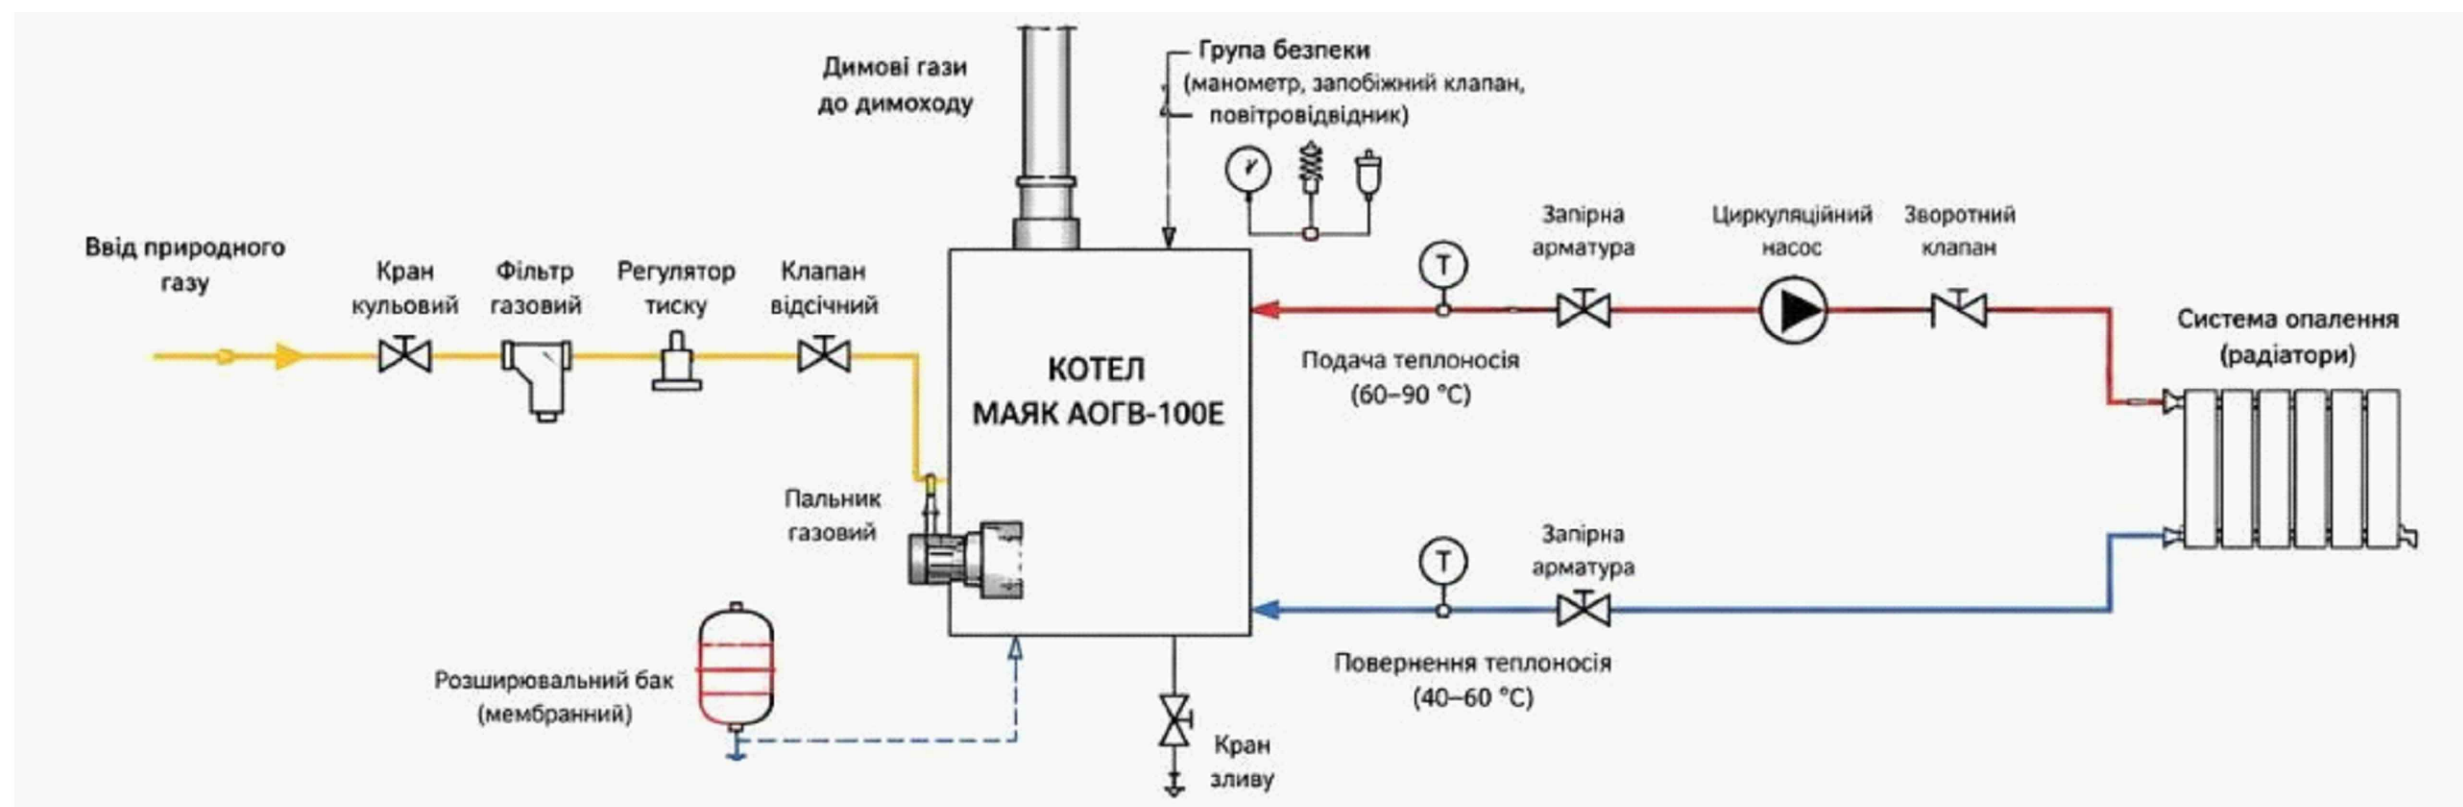 Димові гази
до димоходу
Група безпеки
(манометр, запобіжний клапан,
повітровідвідник)
Ввід природного
газу
Кран
кульовий
Фільтр
газовий
Регулятор
тиску
Клапан
відсічний
Запірна
арматура
Циркуляційний
насос
Зворотний
клапан
T
Система опалення
(радіатори)
Подача теплоносія
(60–90 °C)
КОТЕЛ
МАЯК АОГВ-100Е
Пальник
газовий
T
Запірна
арматура
Повернення теплоносія
(40–60 °C)
Розширювальний бак
(мембранний)
Кран
зливу